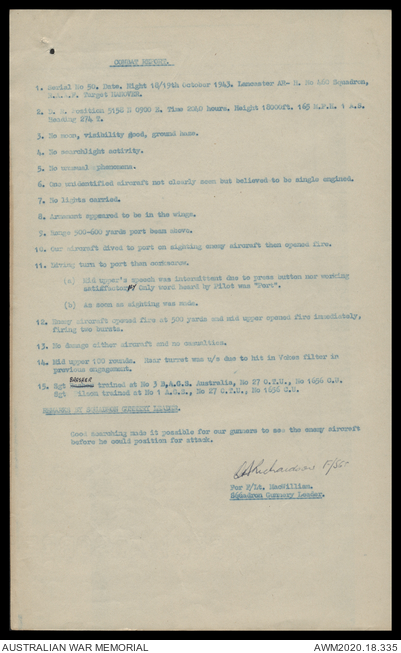 COMBAT REPORT.
1. Serial No 58. Date. Night 18/19th October 1943. Lancaster AR- No 460 Squadron,
R.A.A.F. Target HANOVER.
2. position 5152 N 0900 E. Time 2040 hours. Height 18000ft. 165 1 A.S.
Heading 274 T.
3. No moon, visibility good, ground haze.
4. No searchlight activity.
5. No unusual phenomena.
6. One unidentified aircraft not clearly seen but believed to be single engined.
7. No lights carried.
8. Armament appeared to be in the wings.
9. Range 500-600 yards port beam above.
10. Our aircraft dived to port on sighting enemy aircraft then opened fire.
11. Diving turn to port then corkscrew.
(a) Mid upper's speech was intermittent due to press button nor working
satisfactory Only word heard by Pilot was "Port".
(b) As soon as sighting was made.
12. Enemy aircraft opened fire at 500 yards and mid upper opened fire immediately,
firing two bursts.
13. No damage either aircraft and no casualties.
14. Mid upper 100 rounds. Rear turret was u/s due to hit in Vokes filter in
previous engagement.
15. Sgt BARKER trained at No 3 B.A.G.S. Australia, No 27 O.T.U., No 1656 C.U.
Sgt Wilson trained at No 1 A.G.S., No 27 O.T.U., No 1656 C.U.
REMARKS BY SQUADRON GUNNERY LEADER.
Good searching made it possible for our gunners to see the enemy aircraft
before he could position for attack.
Richardson F/Sgt
For F/Lt. MacWilliam.
Squadron Gunnery Leader.
AUSTRALIAN WAR MEMORIAL
AWM2020.18.335